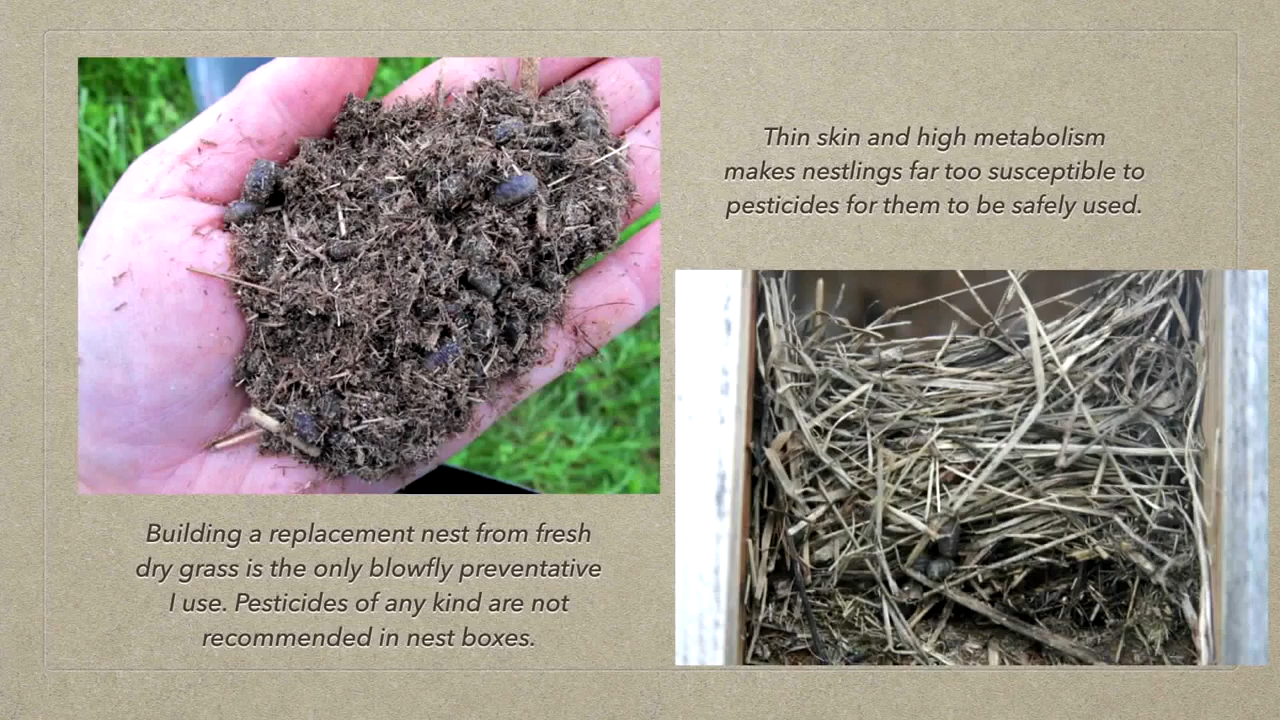 Thin skin and high metabolism
makes nestlings far too susceptible to
pesticides for them to be safely used.
Building a replacement nest from fresh
dry grass is the only blowfly preventative
I use. Pesticides of any kind are not
recommended in nest boxes.